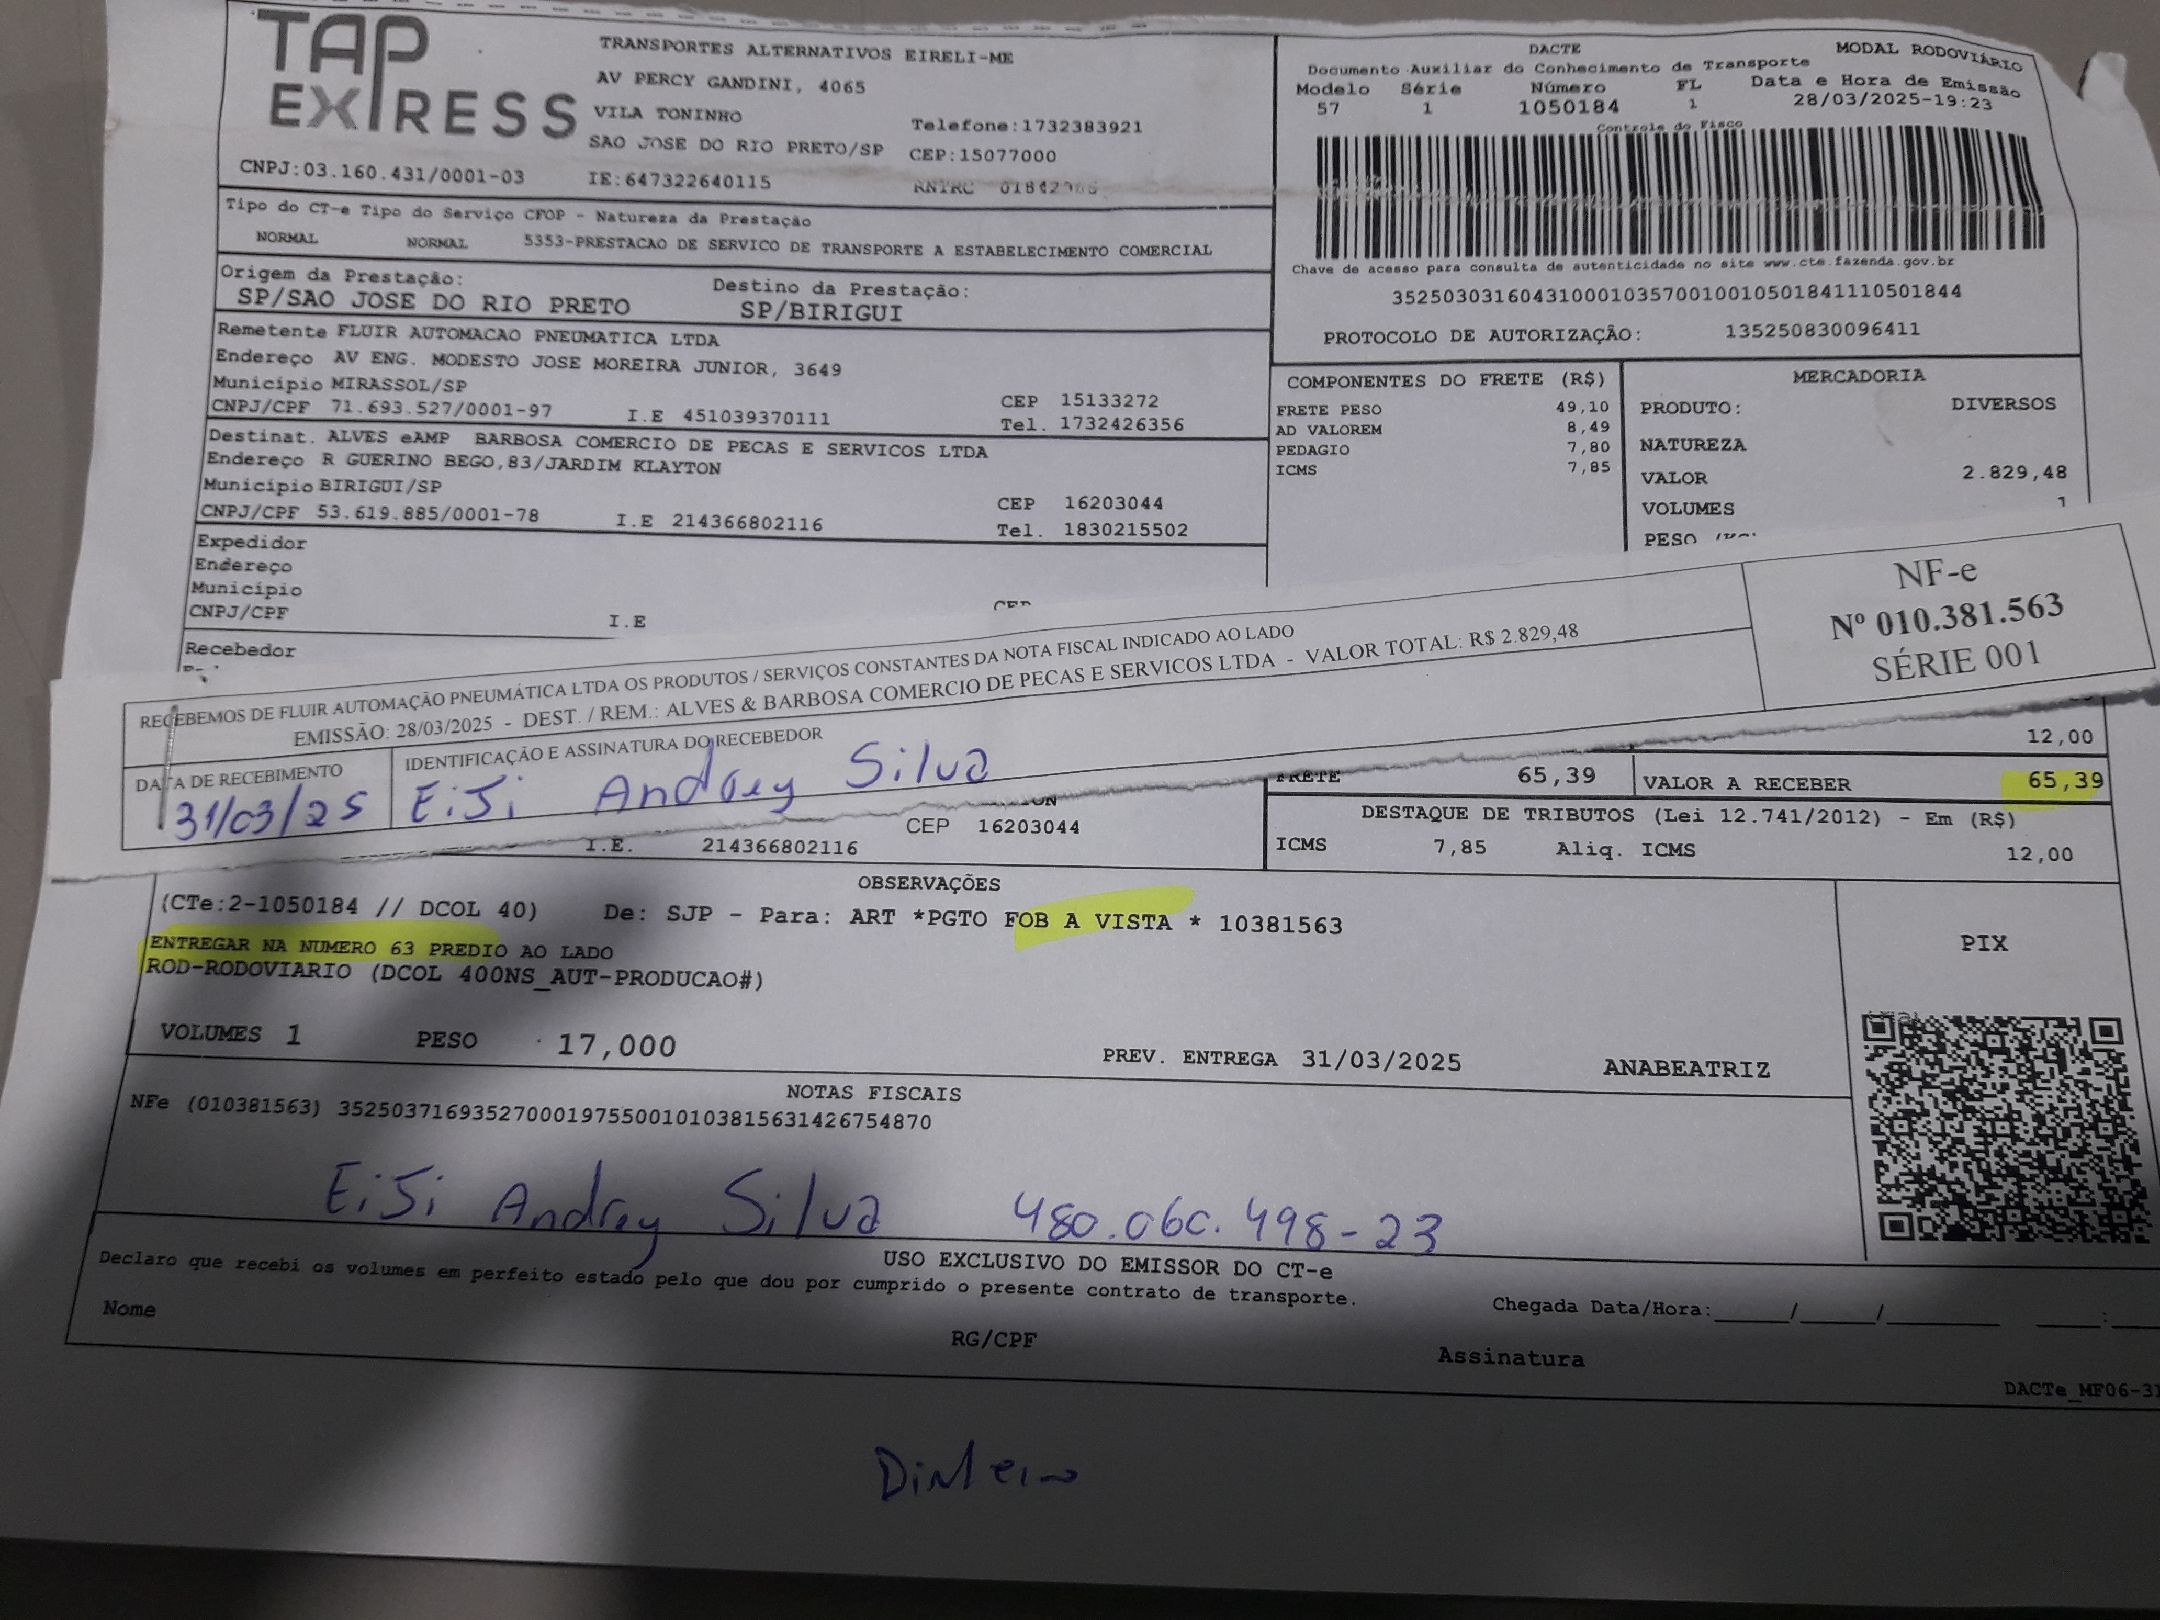 TAP EXPRESS
TRANSPORTES ALTERNATIVOS EIRELI-ME
AV PERCY GANDINI, 4065
VILA TONINHO
Telefone:1732383921
SAO JOSE DO RIO PRETO/SP CEP:15077000
CNPJ:03.160.431/0001-03 IE:647322640115 RNTRC
DACTE MODAL RODOVIÁRIO
Documento Auxiliar do Conhecimento de Transporte
Modelo Série Número FL Data e Hora de Emissão
57 1 1050184 1 28/03/2025-19:23
Controle do Fisco
Chave de acesso para consulta de autenticidade no site www.cte.fazenda.gov.br
35250303160431000103570010010501841110501844
PROTOCOLO DE AUTORIZAÇÃO: 135250830096411
Tipo do CT-e Tipo do Serviço CFOP - Natureza da Prestação
NORMAL NORMAL 5353-PRESTACAO DE SERVICO DE TRANSPORTE A ESTABELECIMENTO COMERCIAL
Origem da Prestação: Destino da Prestação:
SP/SAO JOSE DO RIO PRETO SP/BIRIGUI
Remetente FLUIR AUTOMACAO PNEUMATICA LTDA
Endereço AV ENG. MODESTO JOSE MOREIRA JUNIOR, 3649
Município MIRASSOL/SP CEP 15133272
CNPJ/CPF 71.693.527/0001-97 I.E 451039370111 Tel. 1732426356
Destinat. ALVES eAMP BARBOSA COMERCIO DE PECAS E SERVICOS LTDA
Endereço R GUERINO BEGO,83/JARDIM KLAYTON
Município BIRIGUI/SP CEP 16203044
CNPJ/CPF 53.619.885/0001-78 I.E 214366802116 Tel. 1830215502
Expedidor
Endereço
Município
CNPJ/CPF I.E CEP
Recebedor
COMPONENTES DO FRETE (R$)
FRETE PESO 49,10
AD VALOREM 8,49
PEDAGIO 7,80
ICMS 7,85
MERCADORIA
PRODUTO: DIVERSOS
NATUREZA
VALOR 2.829,48
VOLUMES 1
PESO
RECEBEMOS DE FLUIR AUTOMAÇÃO PNEUMÁTICA LTDA OS PRODUTOS / SERVIÇOS CONSTANTES DA NOTA FISCAL INDICADO AO LADO
EMISSÃO: 28/03/2025 - DEST. / REM.: ALVES & BARBOSA COMERCIO DE PECAS E SERVICOS LTDA - VALOR TOTAL: R$ 2.829,48
DATA DE RECEBIMENTO IDENTIFICAÇÃO E ASSINATURA DO RECEBEDOR
31/03/25 EiJi Andrey Silva
NF-e
Nº 010.381.563
SÉRIE 001
12,00
FRETE 65,39 VALOR A RECEBER 65,39
CEP 16203044
I.E. 214366802116
DESTAQUE DE TRIBUTOS (Lei 12.741/2012) - Em (R$)
ICMS 7,85 Aliq. ICMS 12,00
OBSERVAÇÕES
(CTe:2-1050184 // DCOL 40) De: SJP - Para: ART *PGTO FOB A VISTA * 10381563
ENTREGAR NA NUMERO 63 PREDIO AO LADO
ROD-RODOVIARIO (DCOL 400NS_AUT-PRODUCAO#)
PIX
VOLUMES 1 PESO 17,000 PREV. ENTREGA 31/03/2025 ANABEATRIZ
NOTAS FISCAIS
NFe (010381563) 35250371693527000197550010103815631426754870
EiJi Andrey Silva 480.060.498-23
USO EXCLUSIVO DO EMISSOR DO CT-e
Declaro que recebi os volumes em perfeito estado pelo que dou por cumprido o presente contrato de transporte.
Nome RG/CPF Assinatura Chegada Data/Hora:_____/_____/_______ ____:
DACTe_MF06-31
Dinheiro